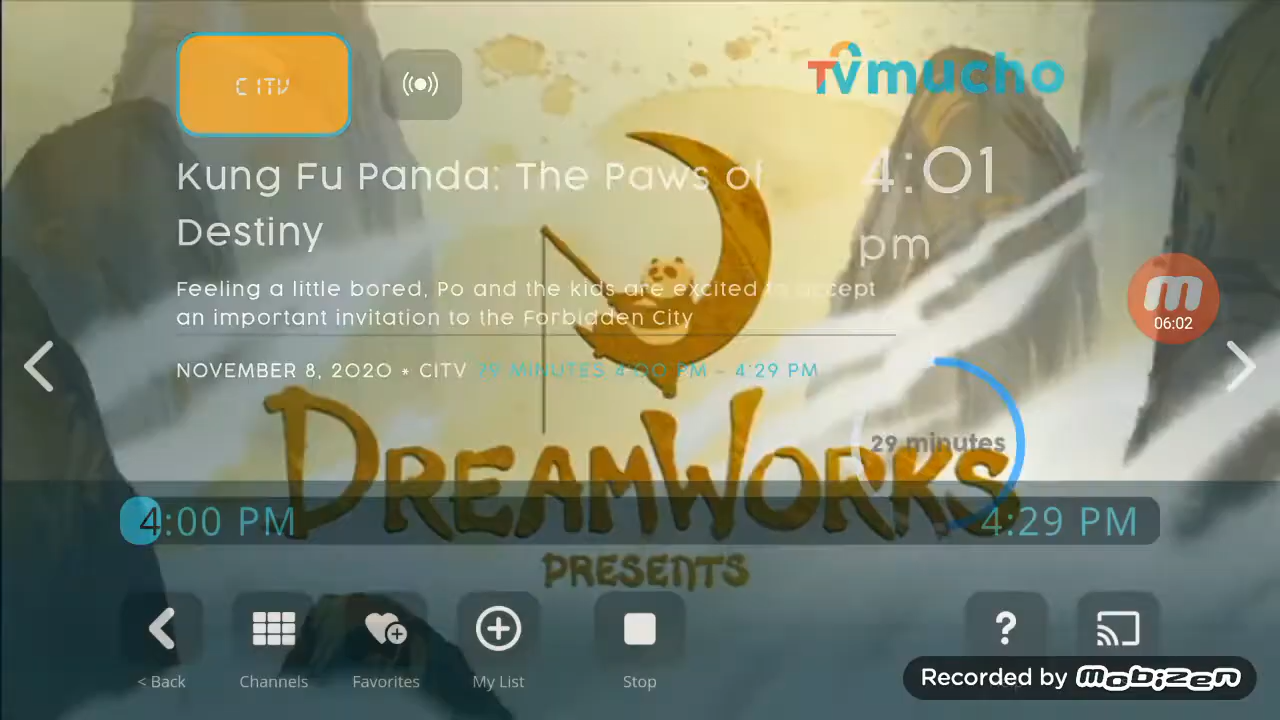 CITV
TVmucho
Kung Fu Panda: The Paws of
Destiny
4:01
pm
Feeling a little bored, Po and the kids are excited to accept
an important invitation to the Forbidden City
06:02
NOVEMBER 8, 2020 • CITV 29 MINUTES 4:00 PM - 4:29 PM
29 minutes
DREAMWORKS
4:00 PM
4:29 PM
PRESENTS
?
< Back
Channels
Favorites
My List
Stop
Recorded by mobizen